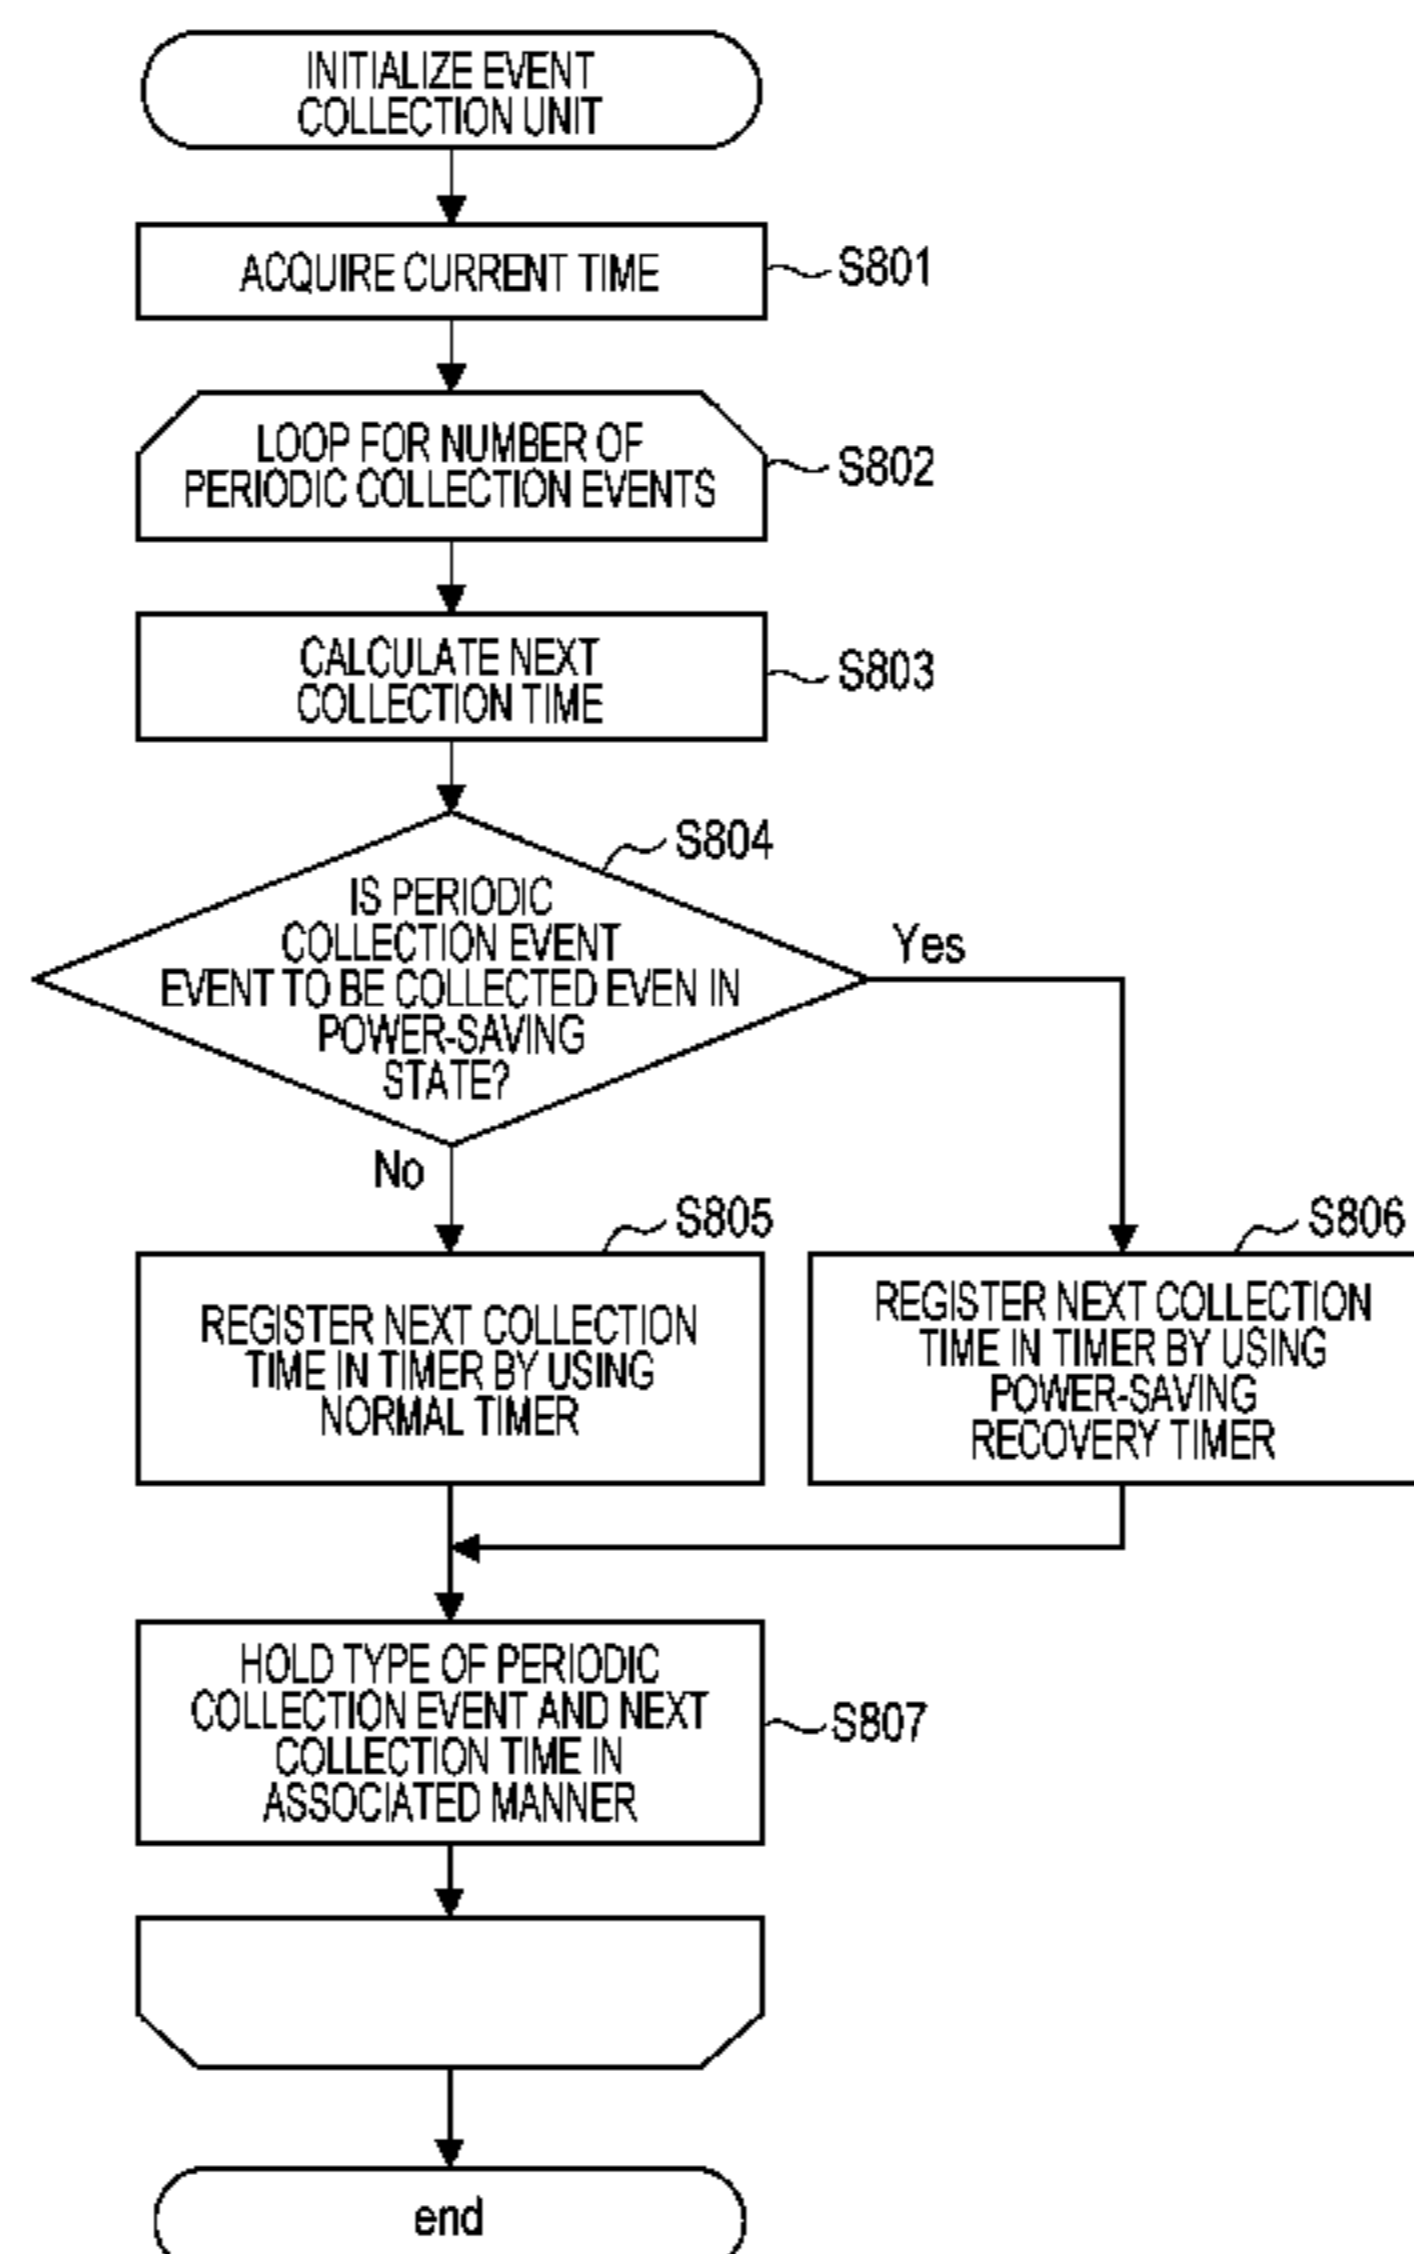 INITIALIZE EVENT
COLLECTION UNIT
ACQUIRE CURRENT TIME
S801
LOOP FOR NUMBER OF
PERIODIC COLLECTION EVENTS
S802
CALCULATE NEXT
COLLECTION TIME
S803
S804
IS PERIODIC
COLLECTION EVENT
EVENT TO BE COLLECTED EVEN IN
POWER-SAVING
STATE?
Yes
No
S805
REGISTER NEXT COLLECTION
TIME IN TIMER BY USING
NORMAL TIMER
S806
REGISTER NEXT COLLECTION
TIME IN TIMER BY USING
POWER-SAVING
RECOVERY TIMER
HOLD TYPE OF PERIODIC
COLLECTION EVENT AND NEXT
COLLECTION TIME IN
ASSOCIATED MANNER
S807
end